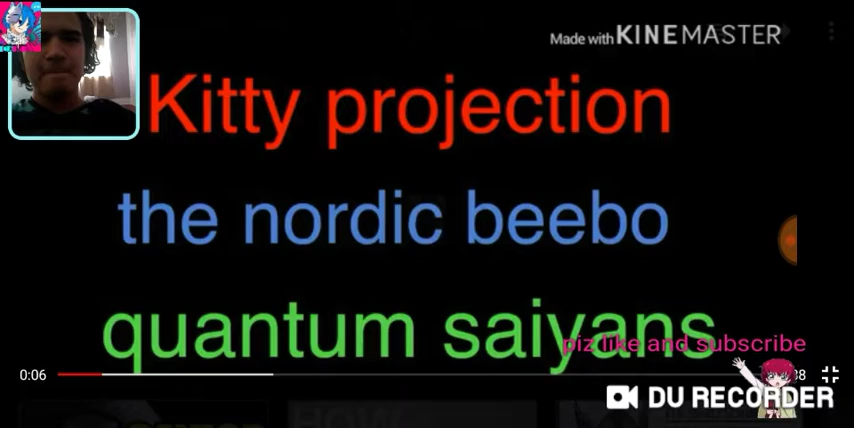 Made with KINEMASTER
Kitty projection
the nordic beebo
quantum saiyans
plz like and subscribe
0:06
DU RECORDER